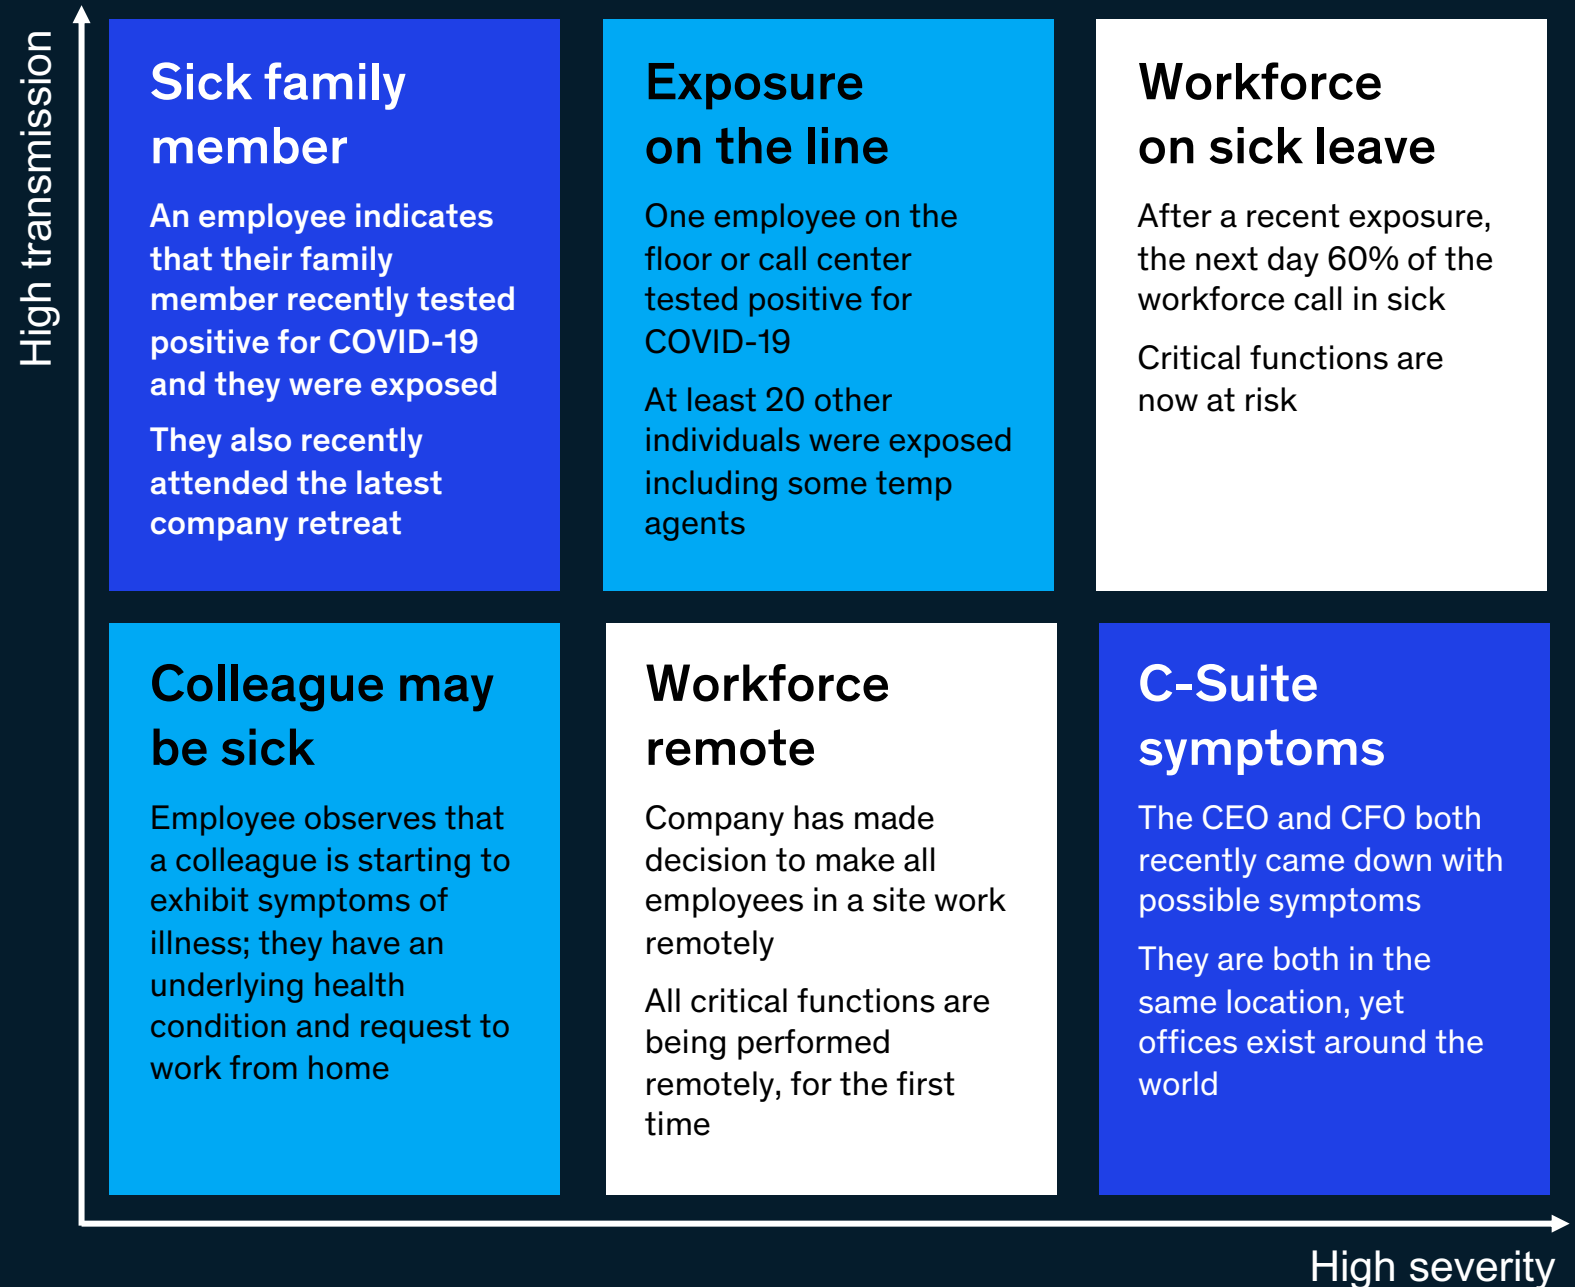 High transmission
Sick family
member
An employee indicates
that their family
member recently tested
positive for COVID-19
and they were exposed
They also recently
attended the latest
company retreat
Exposure
on the line
One employee on the
floor or call center
tested positive for
COVID-19
At least 20 other
individuals were exposed
including some temp
agents
Workforce
on sick leave
After a recent exposure,
the next day 60% of the
workforce call in sick
Critical functions are
now at risk
Colleague may
be sick
Employee observes that
a colleague is starting to
exhibit symptoms of
illness; they have an
underlying health
condition and request to
work from home
Workforce
remote
Company has made
decision to make all
employees in a site work
remotely
All critical functions are
being performed
remotely, for the first
time
C-Suite
symptoms
The CEO and CFO both
recently came down with
possible symptoms
They are both in the
same location, yet
offices exist around the
world
High severity